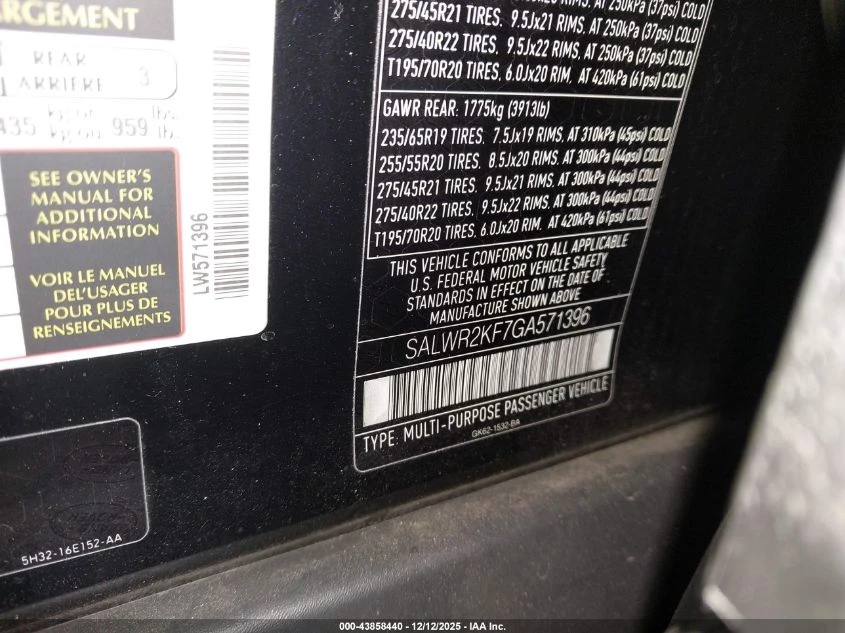 ARGEMENT
REAR
ARRIÈRE 3
435 959
SEE OWNER'S
MANUAL FOR
ADDITIONAL
INFORMATION
VOIR LE MANUEL
DEL'USAGER
POUR PLUS DE
RENSEIGNEMENTS
LW571396
5H32-16E152-AA
275/45R21 TIRES, 9.5Jx21 RIMS, AT 250kPa (37psi) COLD
275/40R22 TIRES, 9.5Jx22 RIMS, AT 250kPa (37psi) COLD
T195/70R20 TIRES, 6.0Jx20 RIM, AT 420kPa (61psi) COLD
GAWR REAR: 1775kg (3913lb)
235/65R19 TIRES, 7.5Jx19 RIMS, AT 310kPa (45psi) COLD
255/55R20 TIRES, 8.5Jx20 RIMS, AT 300kPa (44psi) COLD
275/45R21 TIRES, 9.5Jx21 RIMS, AT 300kPa (44psi) COLD
275/40R22 TIRES, 9.5Jx22 RIMS, AT 300kPa (44psi) COLD
T195/70R20 TIRES, 6.0Jx20 RIM, AT 420kPa (61psi) COLD
THIS VEHICLE CONFORMS TO ALL APPLICABLE
U.S. FEDERAL MOTOR VEHICLE SAFETY
STANDARDS IN EFFECT ON THE DATE OF
MANUFACTURE SHOWN ABOVE
SALWR2KF7GA571396
TYPE: MULTI-PURPOSE PASSENGER VEHICLE
GK62-1532-BA
000-43858440 - 12/12/2025 - IAA Inc.